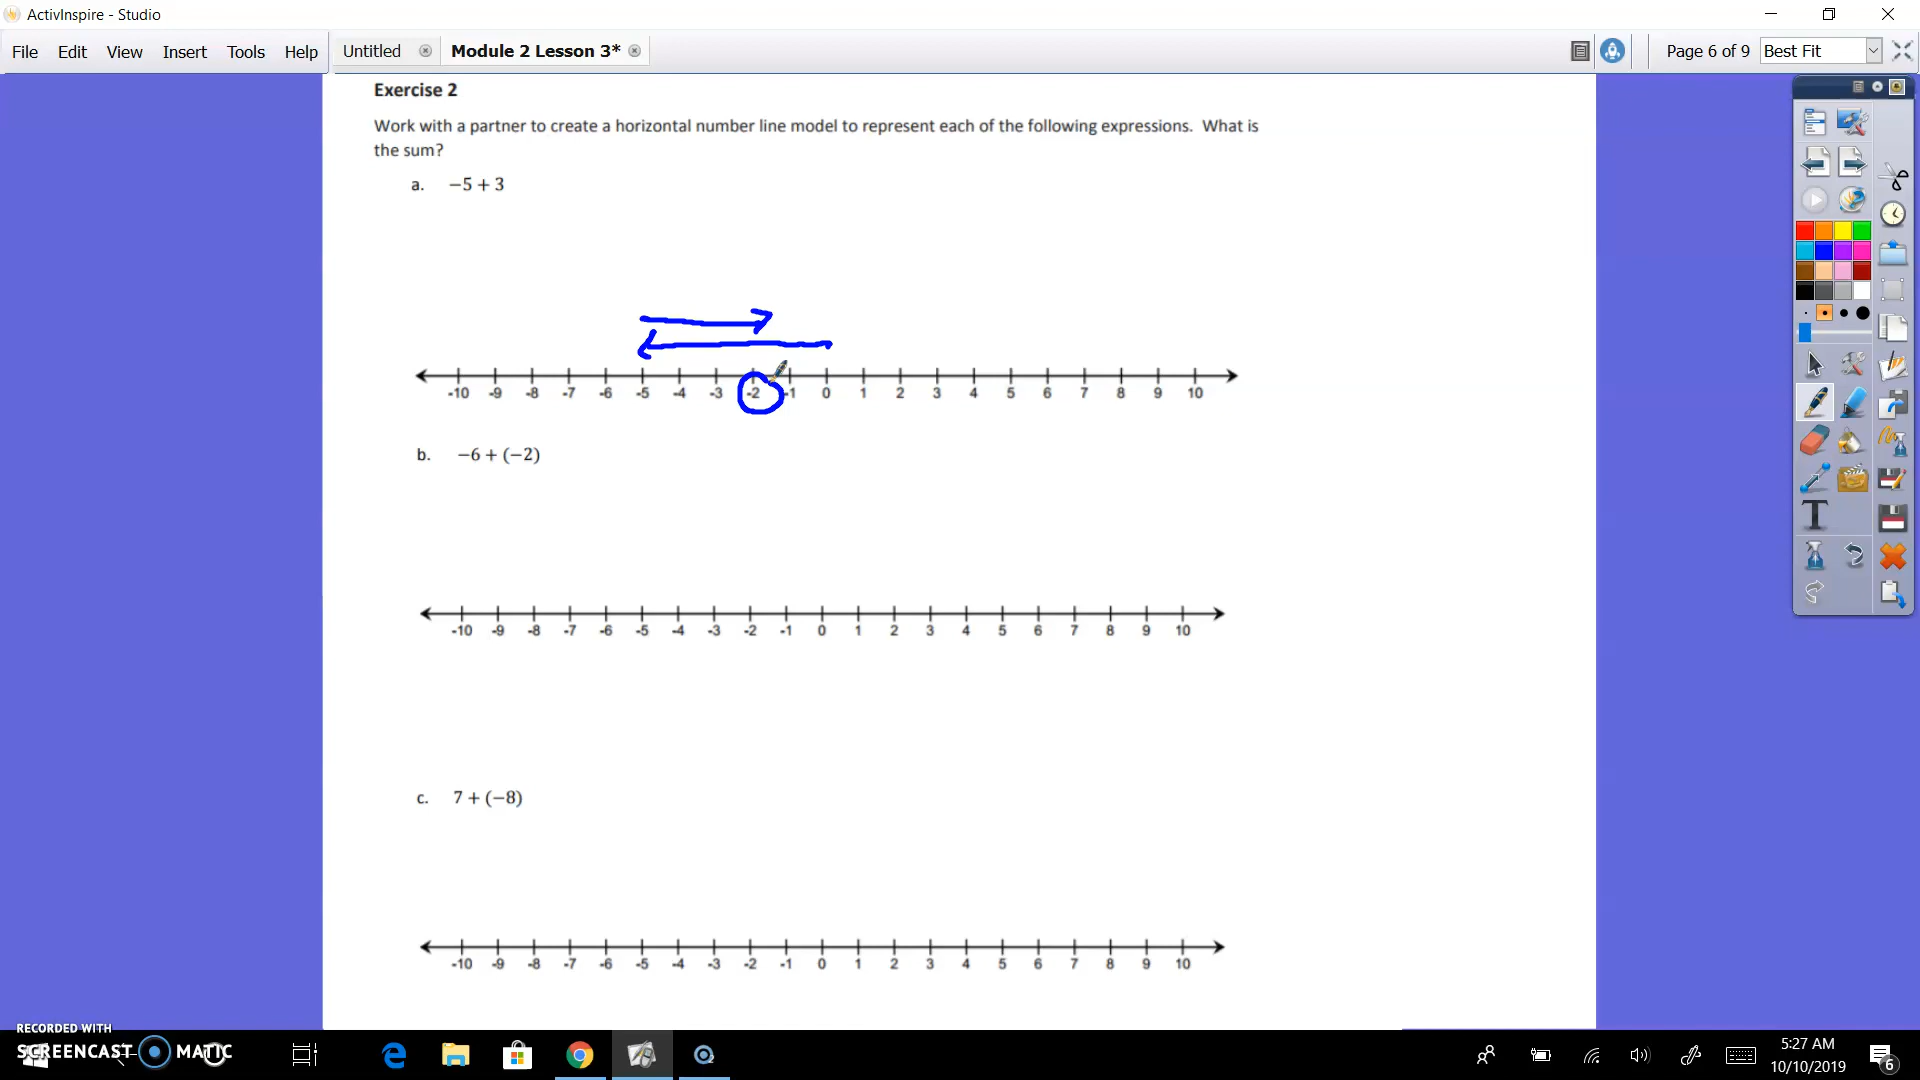 ActivInspire - Studio
File Edit View Insert Tools Help Untitled Module 2 Lesson 3* Page 6 of 9 Best Fit
Exercise 2
Work with a partner to create a horizontal number line model to represent each of the following expressions. What is
the sum?
a. −5 + 3
-10 -9 -8 -7 -6 -5 -4 -3 -2 -1 0 1 2 3 4 5 6 7 8 9 10
b. −6 + (−2)
-10 -9 -8 -7 -6 -5 -4 -3 -2 -1 0 1 2 3 4 5 6 7 8 9 10
c. 7 + (−8)
-10 -9 -8 -7 -6 -5 -4 -3 -2 -1 0 1 2 3 4 5 6 7 8 9 10
RECORDED WITH
SCREENCAST MATIC
5:27 AM
10/10/2019
6